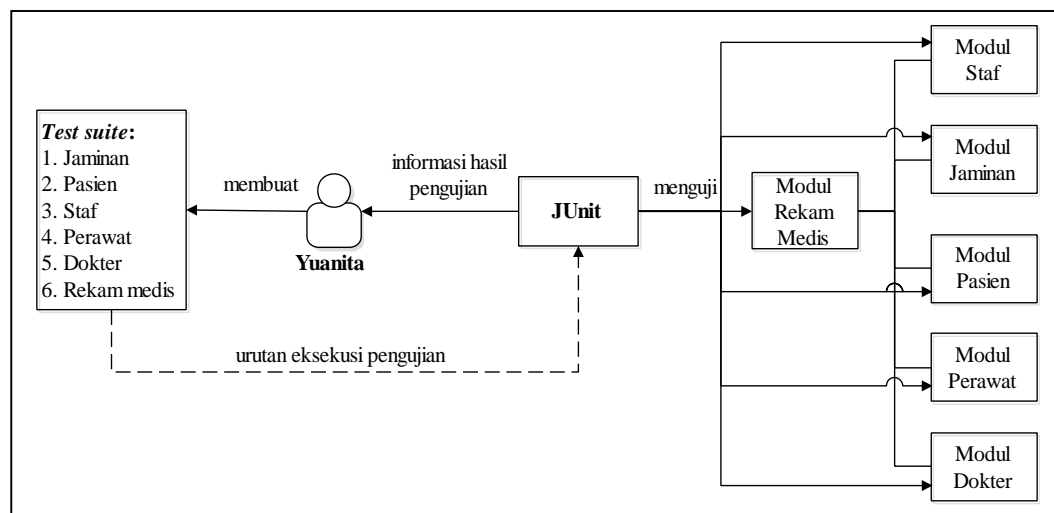 Test suite:
1. Jaminan
2. Pasien
3. Staf
4. Perawat
5. Dokter
6. Rekam medis
membuat
Yuanita
informasi hasil
pengujian
JUnit
urutan eksekusi pengujian
menguji
Modul
Rekam
Medis
Modul
Staf
Modul
Jaminan
Modul
Pasien
Modul
Perawat
Modul
Dokter